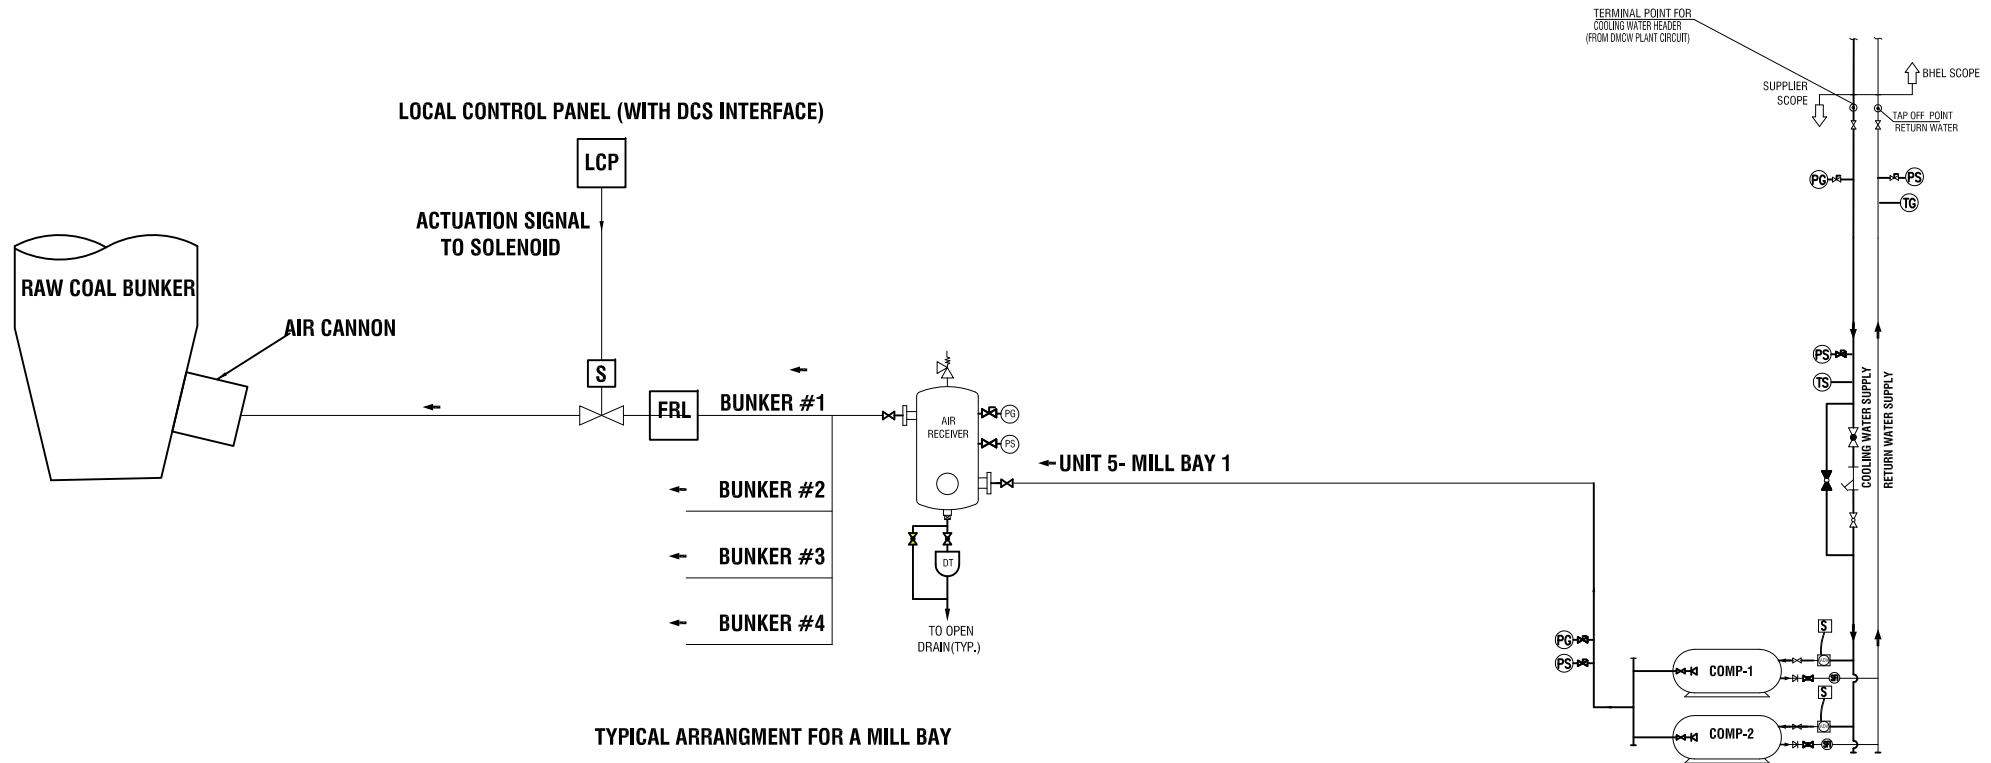 TERMINAL POINT FOR
COOLING WATER HEADER
(FROM DMCW PLANT CIRCUIT)
BHEL SCOPE
SUPPLIER
SCOPE
TAP OFF POINT
RETURN WATER
LOCAL CONTROL PANEL (WITH DCS INTERFACE)
LCP
PG
PS
TG
ACTUATION SIGNAL
TO SOLENOID
RAW COAL BUNKER
AIR CANNON
S
FRL
BUNKER #1
AIR
RECEIVER
PG
PS
PS
TS
COOLING WATER SUPPLY
RETURN WATER SUPPLY
UNIT 5- MILL BAY 1
BUNKER #2
BUNKER #3
BUNKER #4
DT
TO OPEN
DRAIN(TYP.)
PG
PS
S
COMP-1
S
COMP-2
TYPICAL ARRANGMENT FOR A MILL BAY